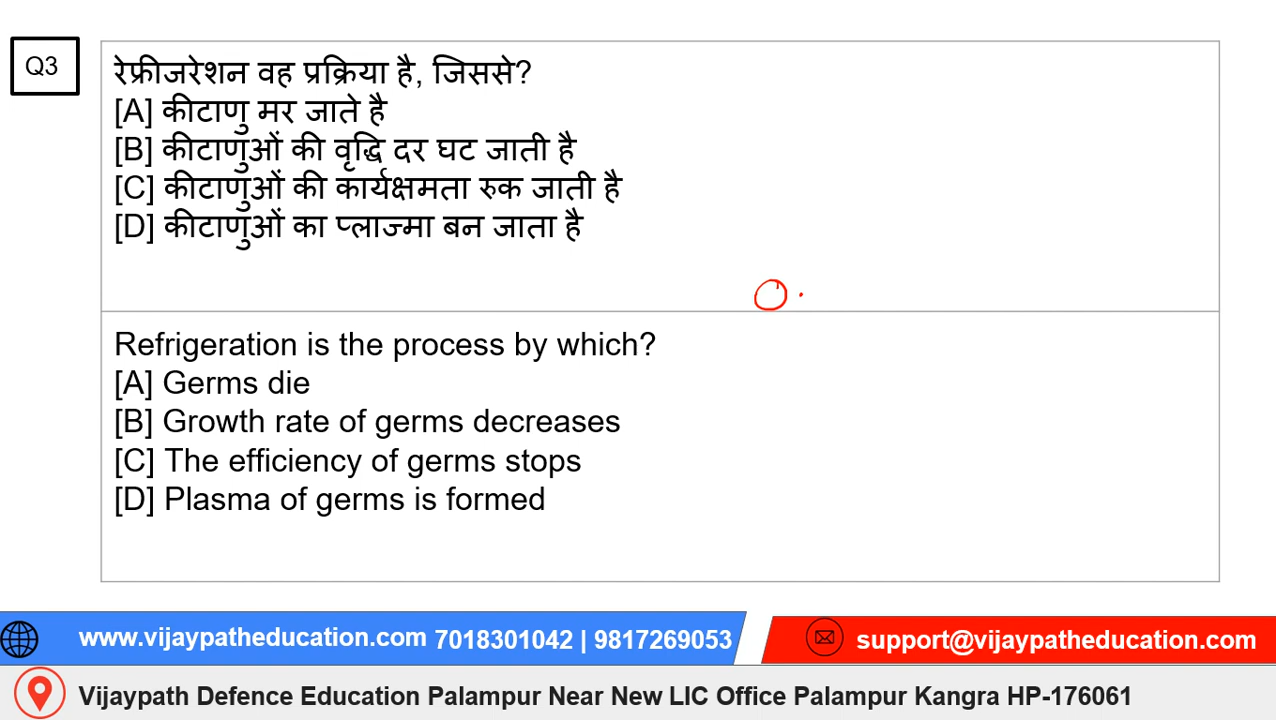 Q3
रेफ्रीजरेशन वह प्रक्रिया है, जिससे?
[A] कीटाणु मर जाते है
[B] कीटाणुओं की वृद्धि दर घट जाती है
[C] कीटाणुओं की कार्यक्षमता रुक जाती है
[D] कीटाणुओं का प्लाज्मा बन जाता है
Refrigeration is the process by which?
[A] Germs die
[B] Growth rate of germs decreases
[C] The efficiency of germs stops
[D] Plasma of germs is formed
www.vijaypatheducation.com 7018301042 | 9817269053
support@vijaypatheducation.com
Vijaypath Defence Education Palampur Near New LIC Office Palampur Kangra HP-176061